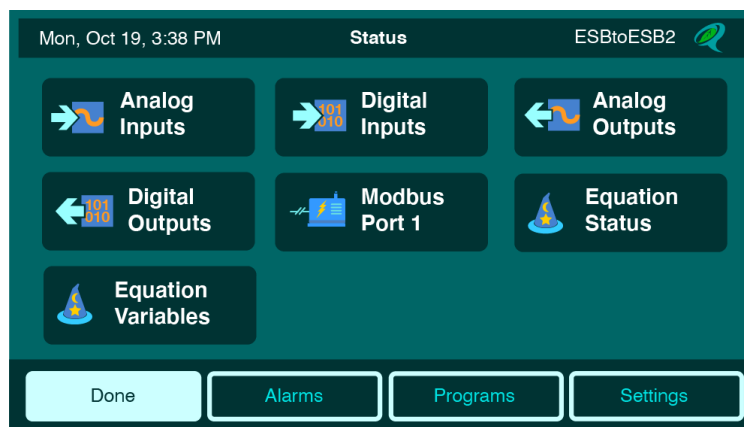 Mon, Oct 19, 3:38 PM
Status
ESBtoESB2
Analog
Inputs
101
010
Digital
Inputs
Analog
Outputs
101
010
Digital
Outputs
Modbus
Port 1
Equation
Status
Equation
Variables
Done
Alarms
Programs
Settings